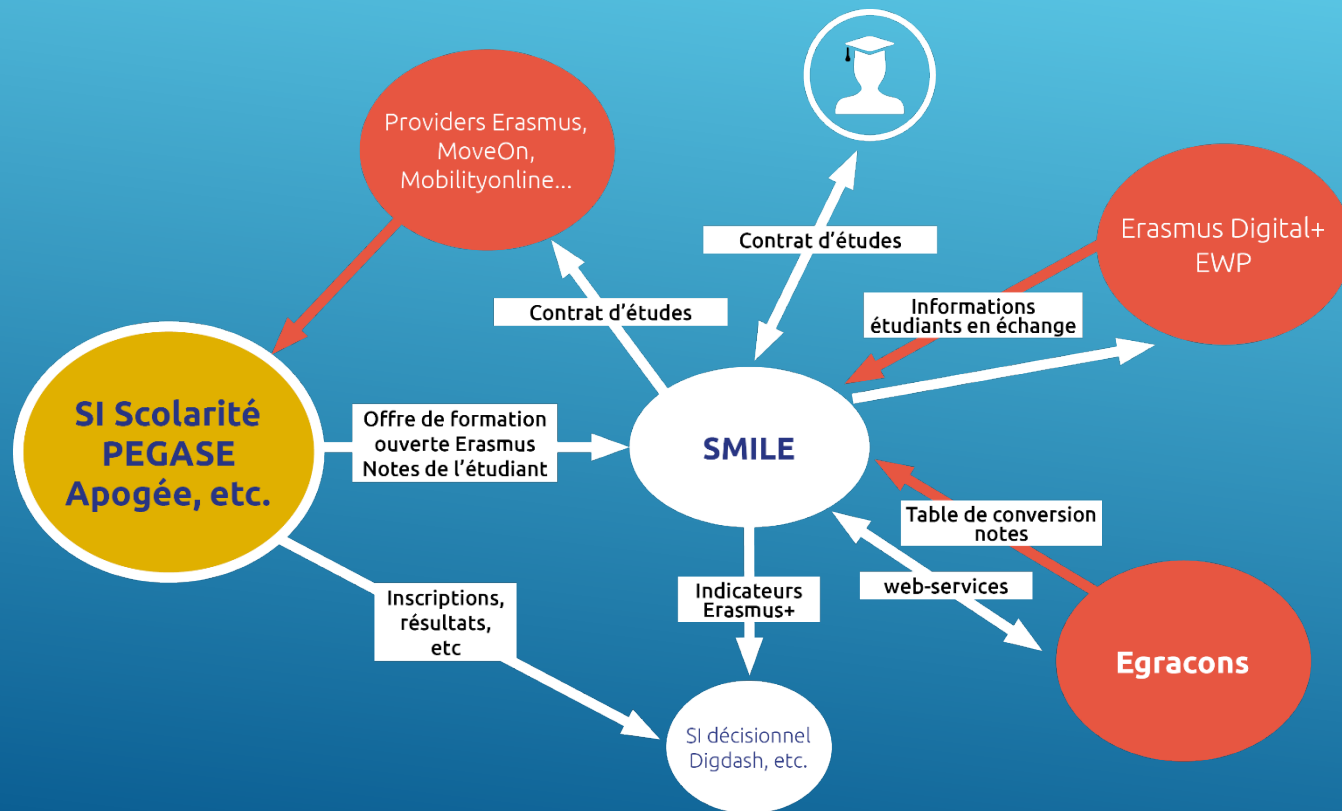 Providers Erasmus,
MoveOn,
Mobilityonline...
Contrat d'études
Erasmus Digital+
EWP
Informations
étudiants en échange
Contrat d'études
SI Scolarité
PEGASE
Apogée, etc.
Offre de formation
ouverte Erasmus
Notes de l'étudiant
SMILE
Table de conversion
notes
Inscriptions,
résultats,
etc
Indicateurs
Erasmus+
web-services
Egracons
SI décisionnel
Digdash, etc.